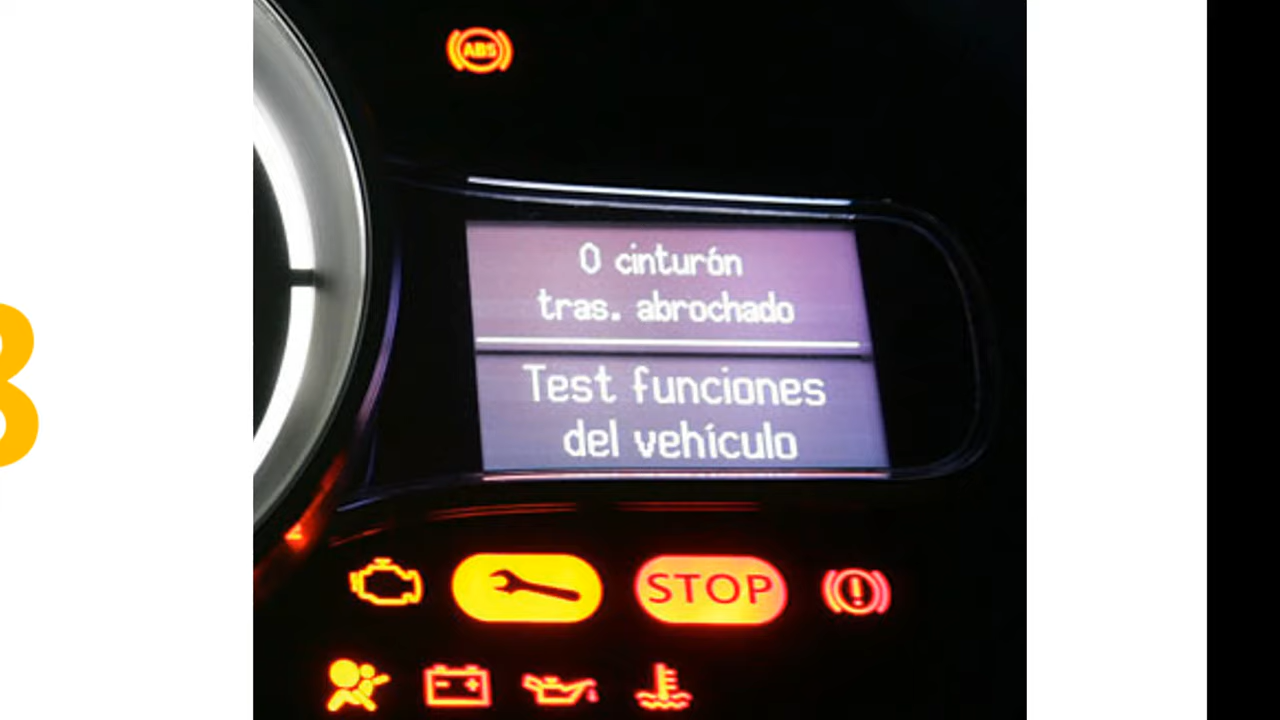 ABS
0 cinturón
tras. abrochado
Test funciones
del vehículo
STOP